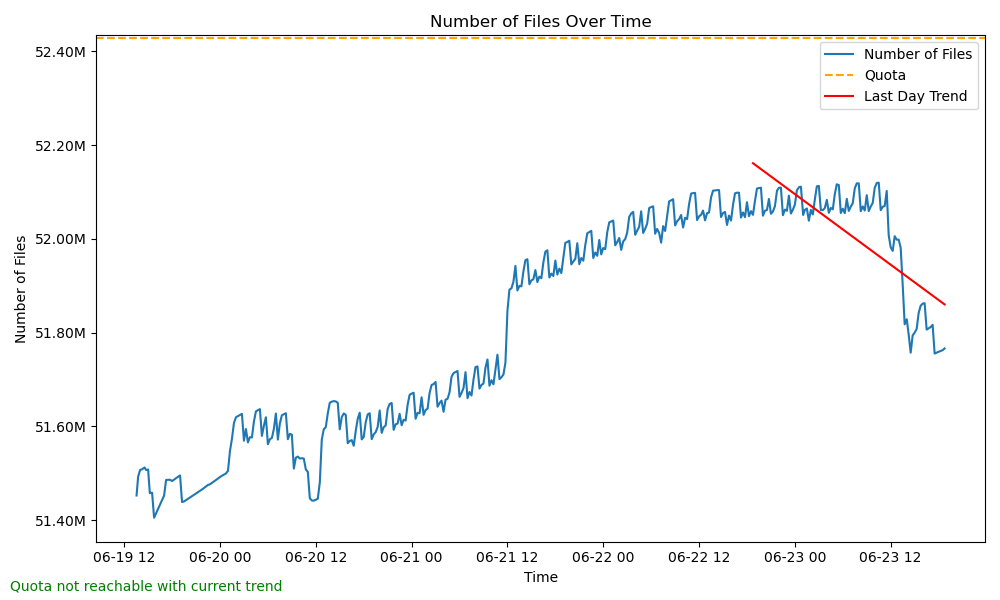 Number of Files Over Time
Number of Files
Quota
Last Day Trend
52.40M
52.20M
52.00M
51.80M
51.60M
51.40M
Number of Files
06-19 12
06-20 00
06-20 12
06-21 00
06-21 12
06-22 00
06-22 12
06-23 00
06-23 12
Time
Quota not reachable with current trend